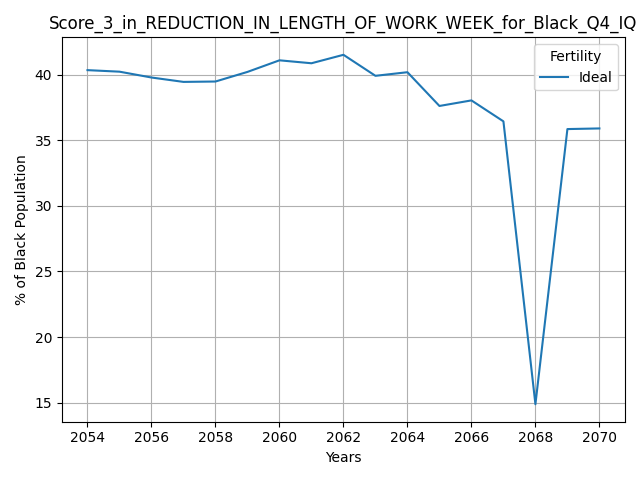 Score_3_in_REDUCTION_IN_LENGTH_OF_WORK_WEEK_for_Black_Q4_IQ
Fertility
Ideal
% of Black Population
40
35
30
25
20
15
2054 2056 2058 2060 2062 2064 2066 2068 2070
Years